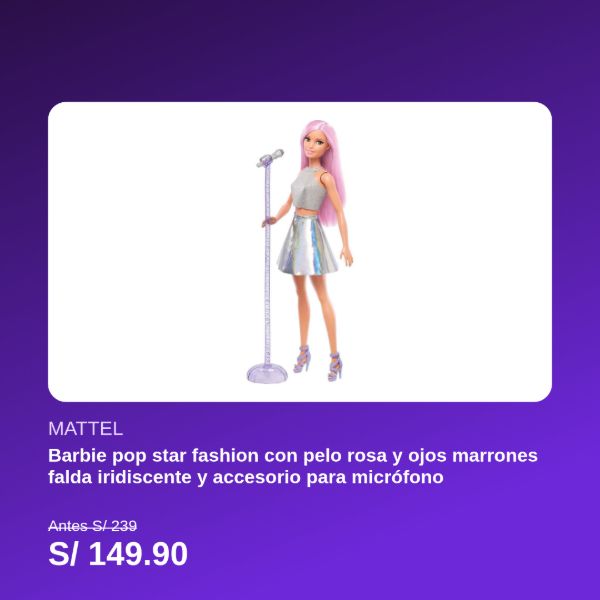 MATTEL
Barbie pop star fashion con pelo rosa y ojos marrones
falda iridiscente y accesorio para micrófono
Antes S/ 239
S/ 149.90